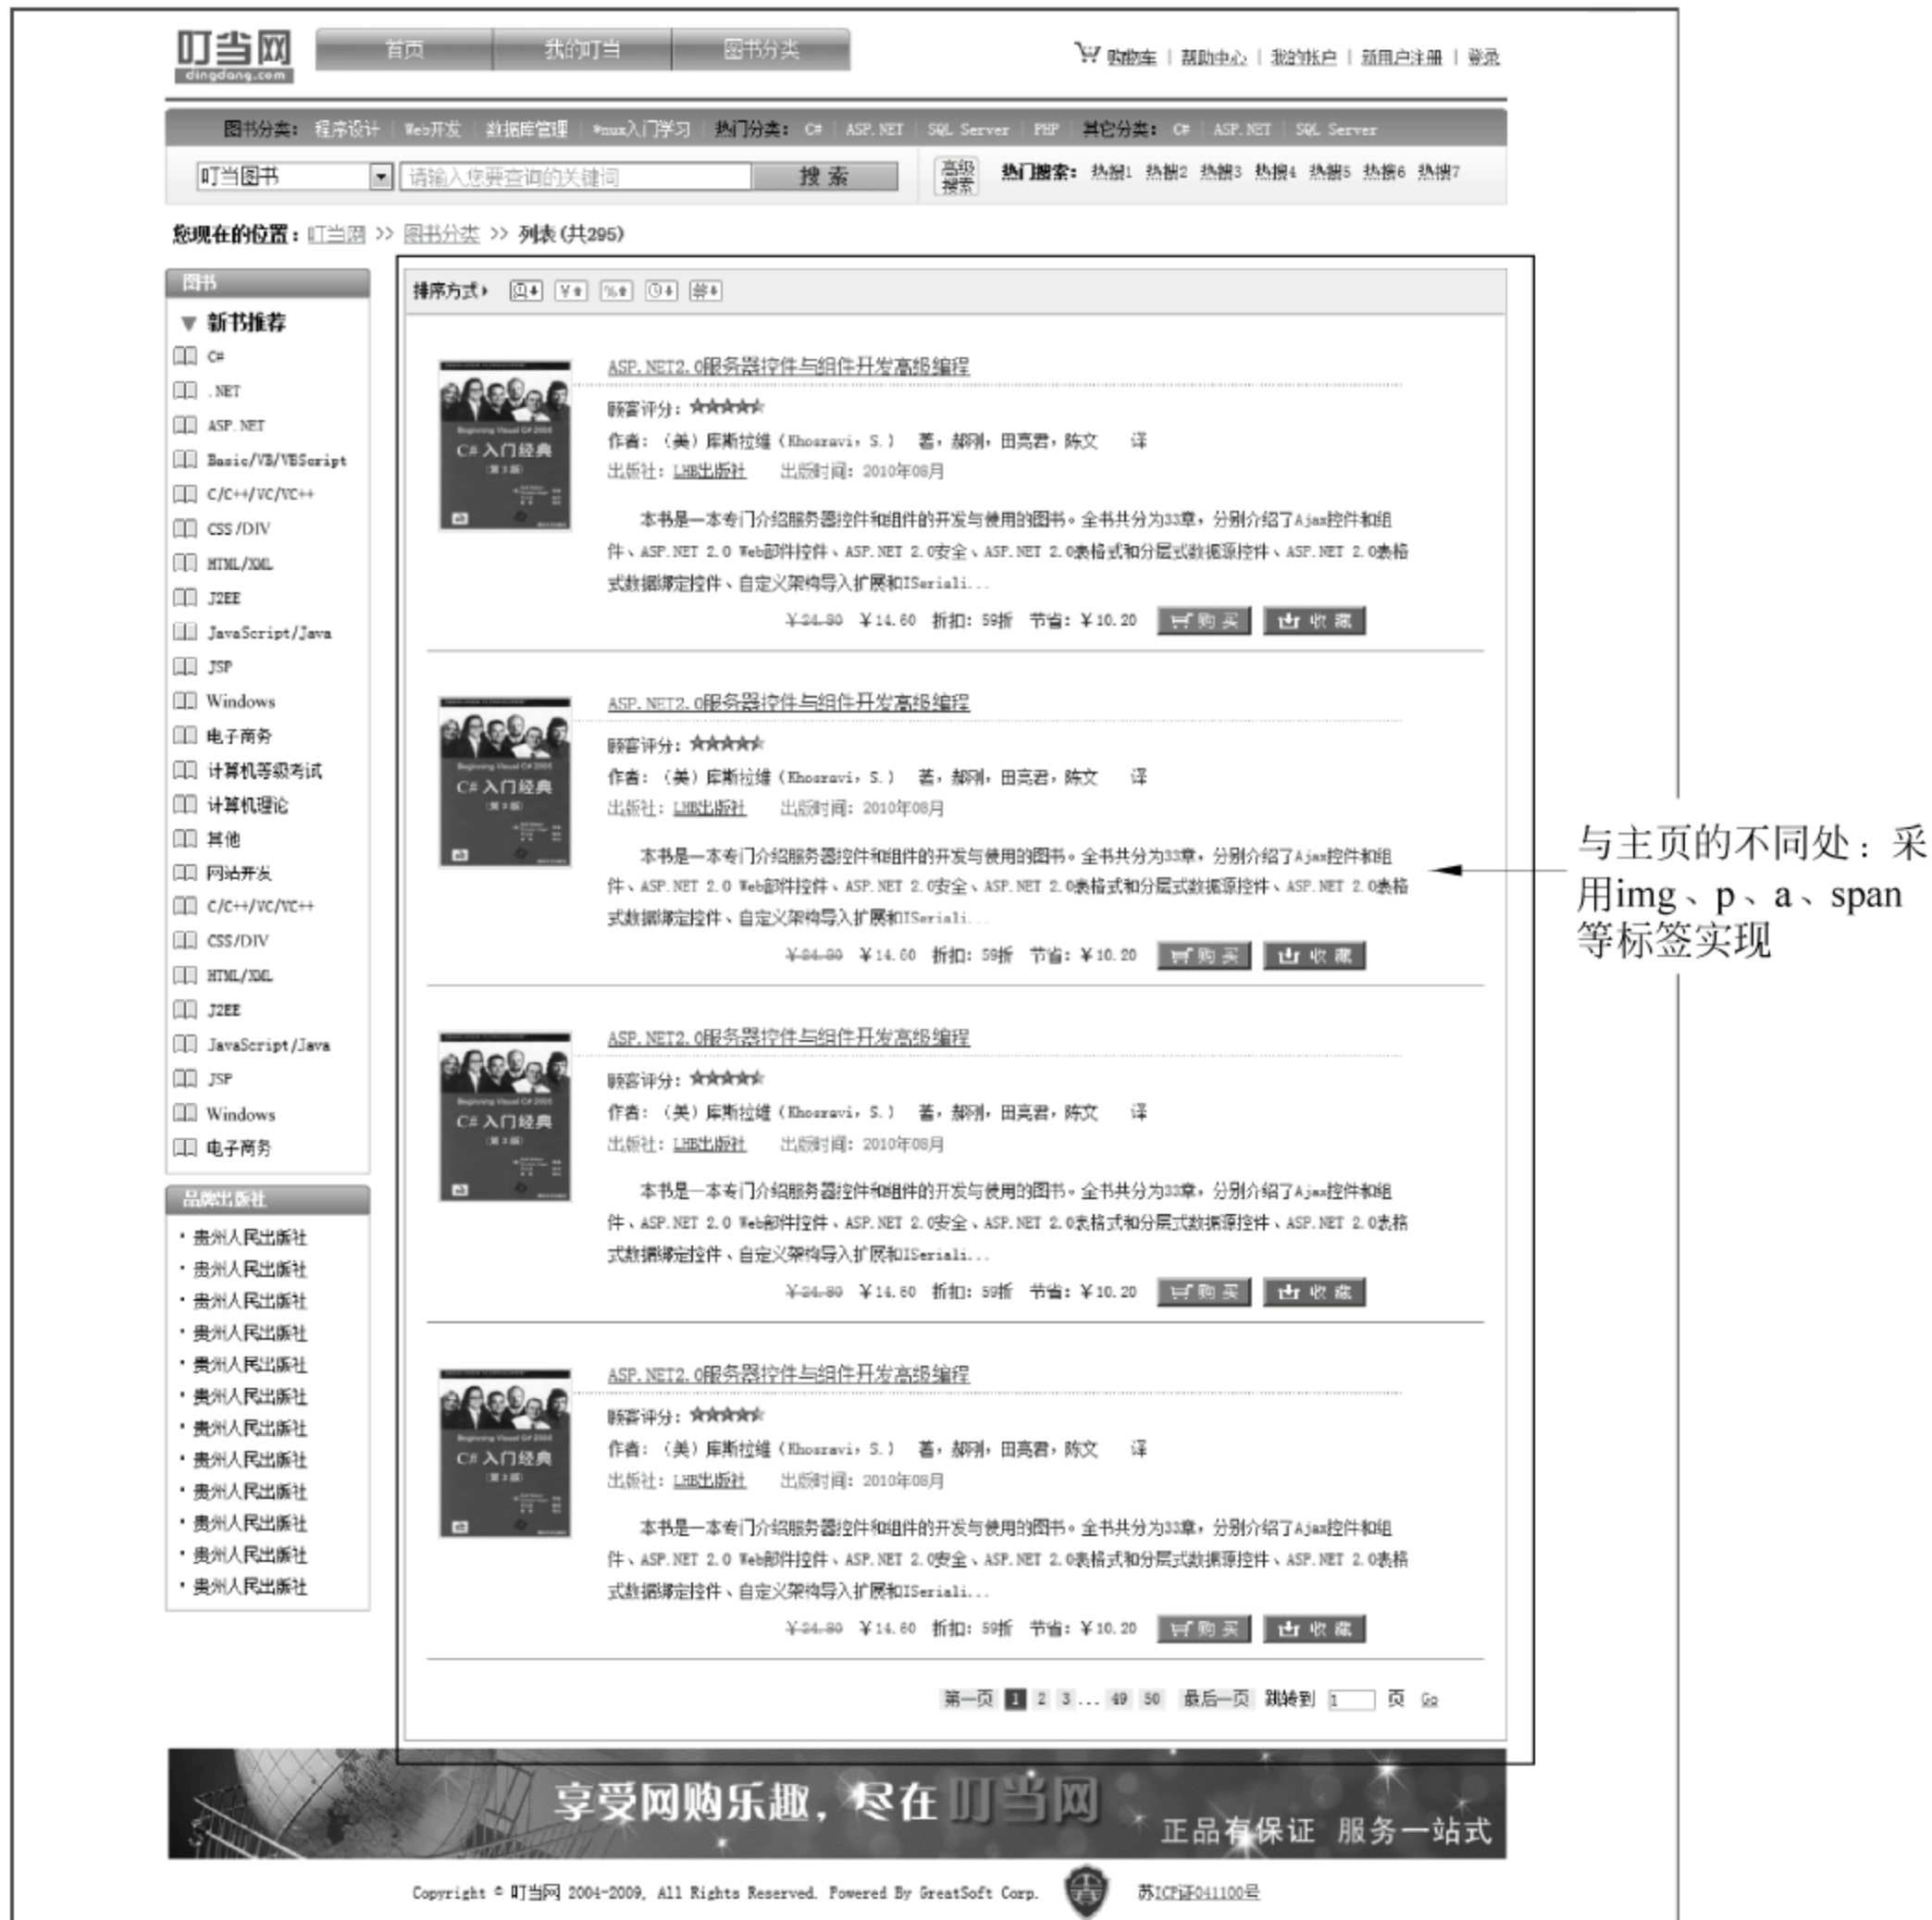 叮当网
dingdang.com
首页 我的叮当 图书分类
购物车 | 帮助中心 | 我的帐户 | 新用户注册 | 登录
图书分类： 程序设计 | Web开发 | 数据库管理 | *nux入门学习 | 热门分类： C# | ASP.NET | SQL Server | PHP | 其它分类： C# | ASP.NET | SQL Server
叮当图书 请输入您要查询的关键词 搜 索 高级搜索 热门搜索： 热搜1 热搜2 热搜3 热搜4 热搜5 热搜6 热搜7
您现在的位置：叮当网 >> 图书分类 >> 列表(共295)
图书
新书推荐
C#
.NET
ASP.NET
Basic/VB/VBScript
C/C++/VC/VC++
CSS/DIV
HTML/XML
J2EE
JavaScript/Java
JSP
Windows
电子商务
计算机等级考试
计算机理论
其他
网站开发
C/C++/VC/VC++
CSS/DIV
HTML/XML
J2EE
JavaScript/Java
JSP
Windows
电子商务
品牌出版社
贵州人民出版社
贵州人民出版社
贵州人民出版社
贵州人民出版社
贵州人民出版社
贵州人民出版社
贵州人民出版社
贵州人民出版社
贵州人民出版社
贵州人民出版社
贵州人民出版社
贵州人民出版社
排序方式
Beginning Visual C# 2005
C# 入门经典
（第3版）
ASP.NET2.0服务器控件与组件开发高级编程
顾客评分：★★★★★
作者：（美）库斯拉维（Khosravi，S.） 著，郝刚，田亮君，陈文 译
出版社：LHB出版社 出版时间：2010年08月
本书是一本专门介绍服务器控件和组件的开发与使用的图书。全书共分为33章，分别介绍了Ajax控件和组
件、ASP.NET 2.0 Web部件控件、ASP.NET 2.0安全、ASP.NET 2.0表格式和分层式数据源控件、ASP.NET 2.0表格
式数据绑定控件、自定义架构导入扩展和ISeriali...
￥24.80 ￥14.60 折扣：59折 节省：￥10.20 购 买 收 藏
Beginning Visual C# 2005
C# 入门经典
（第3版）
ASP.NET2.0服务器控件与组件开发高级编程
顾客评分：★★★★★
作者：（美）库斯拉维（Khosravi，S.） 著，郝刚，田亮君，陈文 译
出版社：LHB出版社 出版时间：2010年08月
本书是一本专门介绍服务器控件和组件的开发与使用的图书。全书共分为33章，分别介绍了Ajax控件和组
件、ASP.NET 2.0 Web部件控件、ASP.NET 2.0安全、ASP.NET 2.0表格式和分层式数据源控件、ASP.NET 2.0表格
式数据绑定控件、自定义架构导入扩展和ISeriali...
￥24.80 ￥14.60 折扣：59折 节省：￥10.20 购 买 收 藏
Beginning Visual C# 2005
C# 入门经典
（第3版）
ASP.NET2.0服务器控件与组件开发高级编程
顾客评分：★★★★★
作者：（美）库斯拉维（Khosravi，S.） 著，郝刚，田亮君，陈文 译
出版社：LHB出版社 出版时间：2010年08月
本书是一本专门介绍服务器控件和组件的开发与使用的图书。全书共分为33章，分别介绍了Ajax控件和组
件、ASP.NET 2.0 Web部件控件、ASP.NET 2.0安全、ASP.NET 2.0表格式和分层式数据源控件、ASP.NET 2.0表格
式数据绑定控件、自定义架构导入扩展和ISeriali...
￥24.80 ￥14.60 折扣：59折 节省：￥10.20 购 买 收 藏
Beginning Visual C# 2005
C# 入门经典
（第3版）
ASP.NET2.0服务器控件与组件开发高级编程
顾客评分：★★★★★
作者：（美）库斯拉维（Khosravi，S.） 著，郝刚，田亮君，陈文 译
出版社：LHB出版社 出版时间：2010年08月
本书是一本专门介绍服务器控件和组件的开发与使用的图书。全书共分为33章，分别介绍了Ajax控件和组
件、ASP.NET 2.0 Web部件控件、ASP.NET 2.0安全、ASP.NET 2.0表格式和分层式数据源控件、ASP.NET 2.0表格
式数据绑定控件、自定义架构导入扩展和ISeriali...
￥24.80 ￥14.60 折扣：59折 节省：￥10.20 购 买 收 藏
第一页 1 2 3 ... 49 50 最后一页 跳转到 1 页 Go
与主页的不同处：采
用img、p、a、span
等标签实现
享受网购乐趣，尽在 叮当网
正品有保证 服务一站式
Copyright © 叮当网 2004-2009, All Rights Reserved. Powered By GreatSoft Corp. 苏ICP证041100号